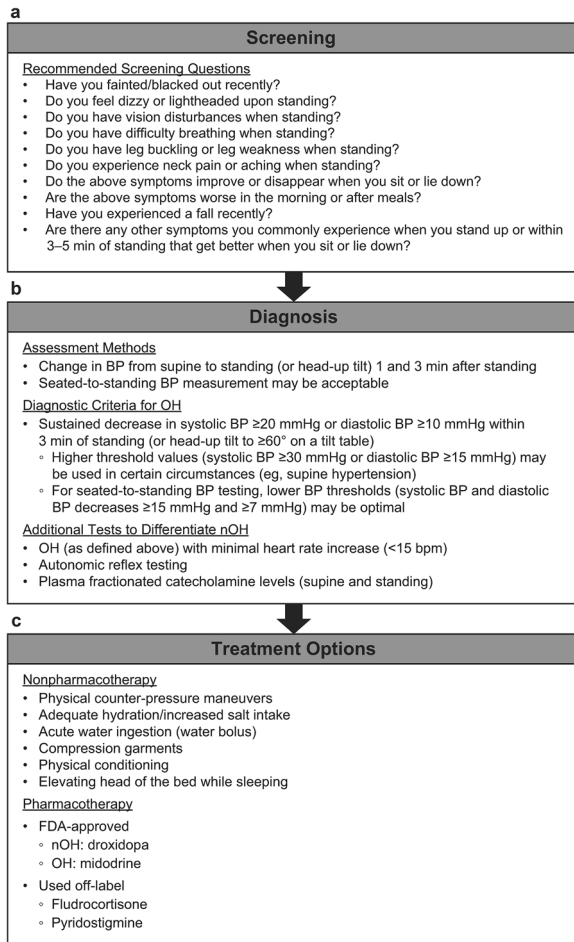 a
Screening
Recommended Screening Questions
• Have you fainted/blacked out recently?
• Do you feel dizzy or lightheaded upon standing?
• Do you have vision disturbances when standing?
• Do you have difficulty breathing when standing?
• Do you have leg buckling or leg weakness when standing?
• Do you experience neck pain or aching when standing?
• Do the above symptoms improve or disappear when you sit or lie down?
• Are the above symptoms worse in the morning or after meals?
• Have you experienced a fall recently?
• Are there any other symptoms you commonly experience when you stand up or within
3–5 min of standing that get better when you sit or lie down?
b
Diagnosis
Assessment Methods
• Change in BP from supine to standing (or head-up tilt) 1 and 3 min after standing
• Seated-to-standing BP measurement may be acceptable
Diagnostic Criteria for OH
• Sustained decrease in systolic BP ≥20 mmHg or diastolic BP ≥10 mmHg within
3 min of standing (or head-up tilt to ≥60° on a tilt table)
◦ Higher threshold values (systolic BP ≥30 mmHg or diastolic BP ≥15 mmHg) may
be used in certain circumstances (eg, supine hypertension)
◦ For seated-to-standing BP testing, lower BP thresholds (systolic BP and diastolic
BP decreases ≥15 mmHg and ≥7 mmHg) may be optimal
Additional Tests to Differentiate nOH
• OH (as defined above) with minimal heart rate increase (<15 bpm)
• Autonomic reflex testing
• Plasma fractionated catecholamine levels (supine and standing)
c
Treatment Options
Nonpharmacotherapy
• Physical counter-pressure maneuvers
• Adequate hydration/increased salt intake
• Acute water ingestion (water bolus)
• Compression garments
• Physical conditioning
• Elevating head of the bed while sleeping
Pharmacotherapy
• FDA-approved
◦ nOH: droxidopa
◦ OH: midodrine
• Used off-label
◦ Fludrocortisone
◦ Pyridostigmine